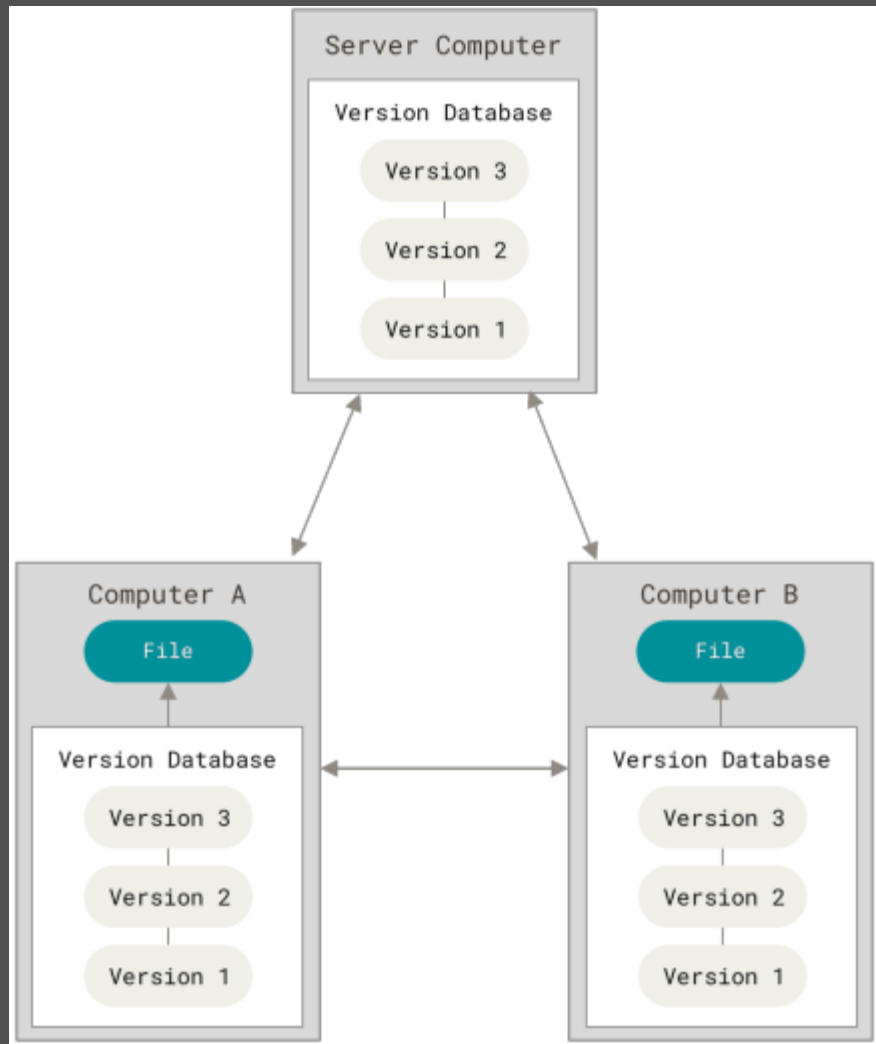 Server Computer
Version Database
Version 3
Version 2
Version 1
Computer A
File
Version Database
Version 3
Version 2
Version 1
Computer B
File
Version Database
Version 3
Version 2
Version 1